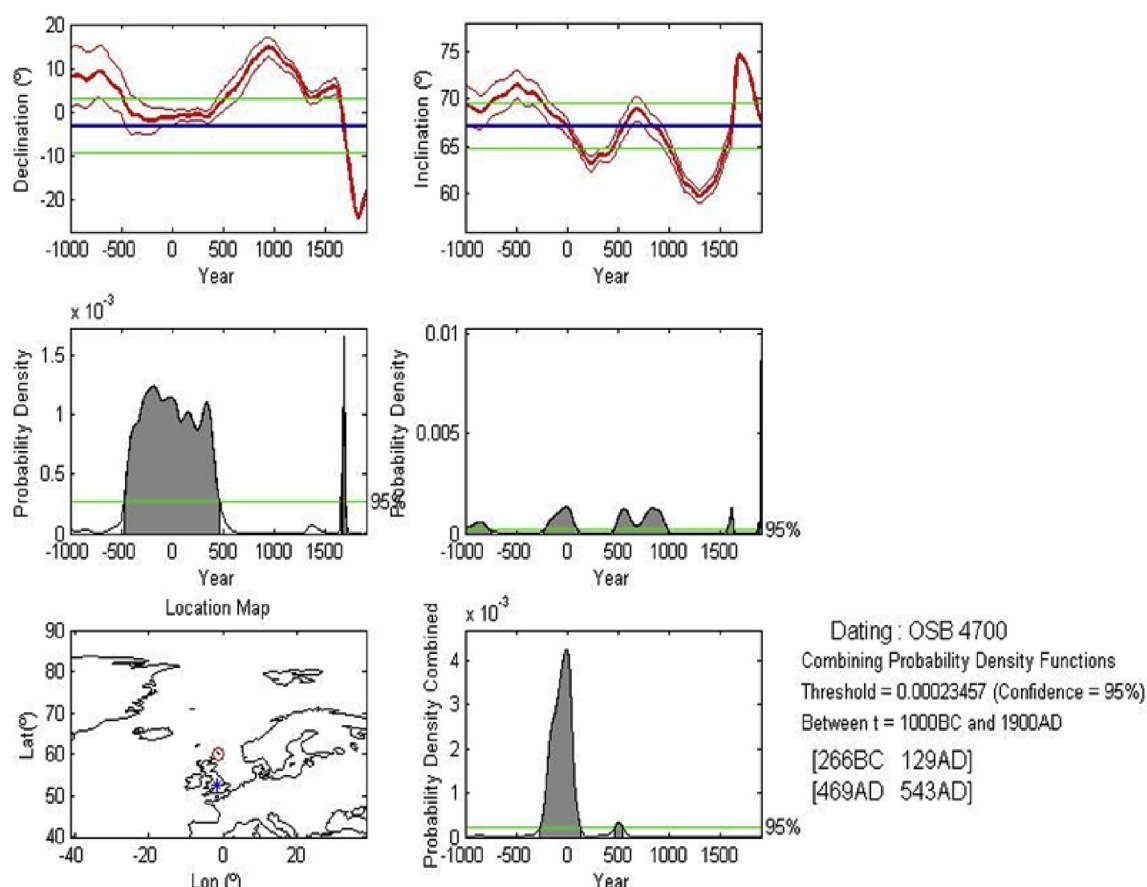 20
10
0
-10
-20
Declination (º)
-1000 -500 0 500 1000 1500
Year
75
70
65
60
Inclination (º)
-1000 -500 0 500 1000 1500
Year
x 10-3
1.5
1
0.5
0
Probability Density
95%
-1000 -500 0 500 1000 1500
Year
0.01
0.005
0
Probability Density
95%
-1000 -500 0 500 1000 1500
Year
Location Map
90
80
70
60
50
40
Lat(º)
-40 -20 0 20
Lon (º)
x 10-3
4
3
2
1
0
Probability Density Combined
95%
-1000 -500 0 500 1000 1500
Year
Dating : OSB 4700
Combining Probability Density Functions
Threshold = 0.00023457 (Confidence = 95%)
Between t = 1000BC and 1900AD
[266BC 129AD]
[469AD 543AD]